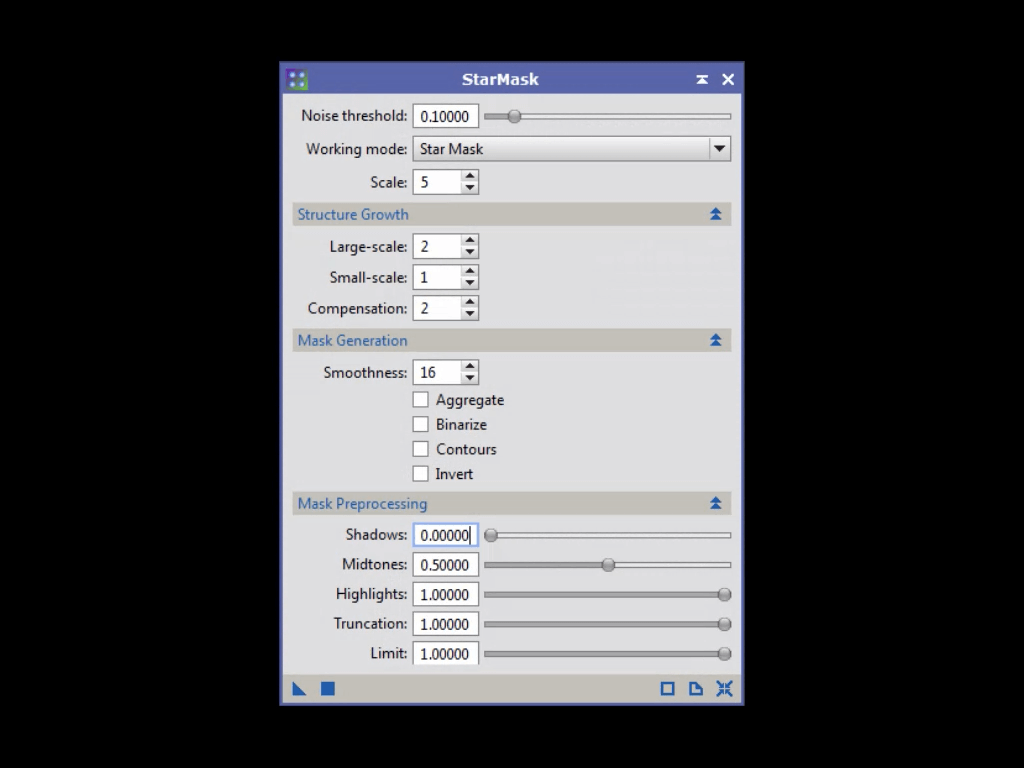 StarMask
Noise threshold: 0.10000
Working mode: Star Mask
Scale: 5
Structure Growth
Large-scale: 2
Small-scale: 1
Compensation: 2
Mask Generation
Smoothness: 16
Aggregate
Binarize
Contours
Invert
Mask Preprocessing
Shadows: 0.00000
Midtones: 0.50000
Highlights: 1.00000
Truncation: 1.00000
Limit: 1.00000